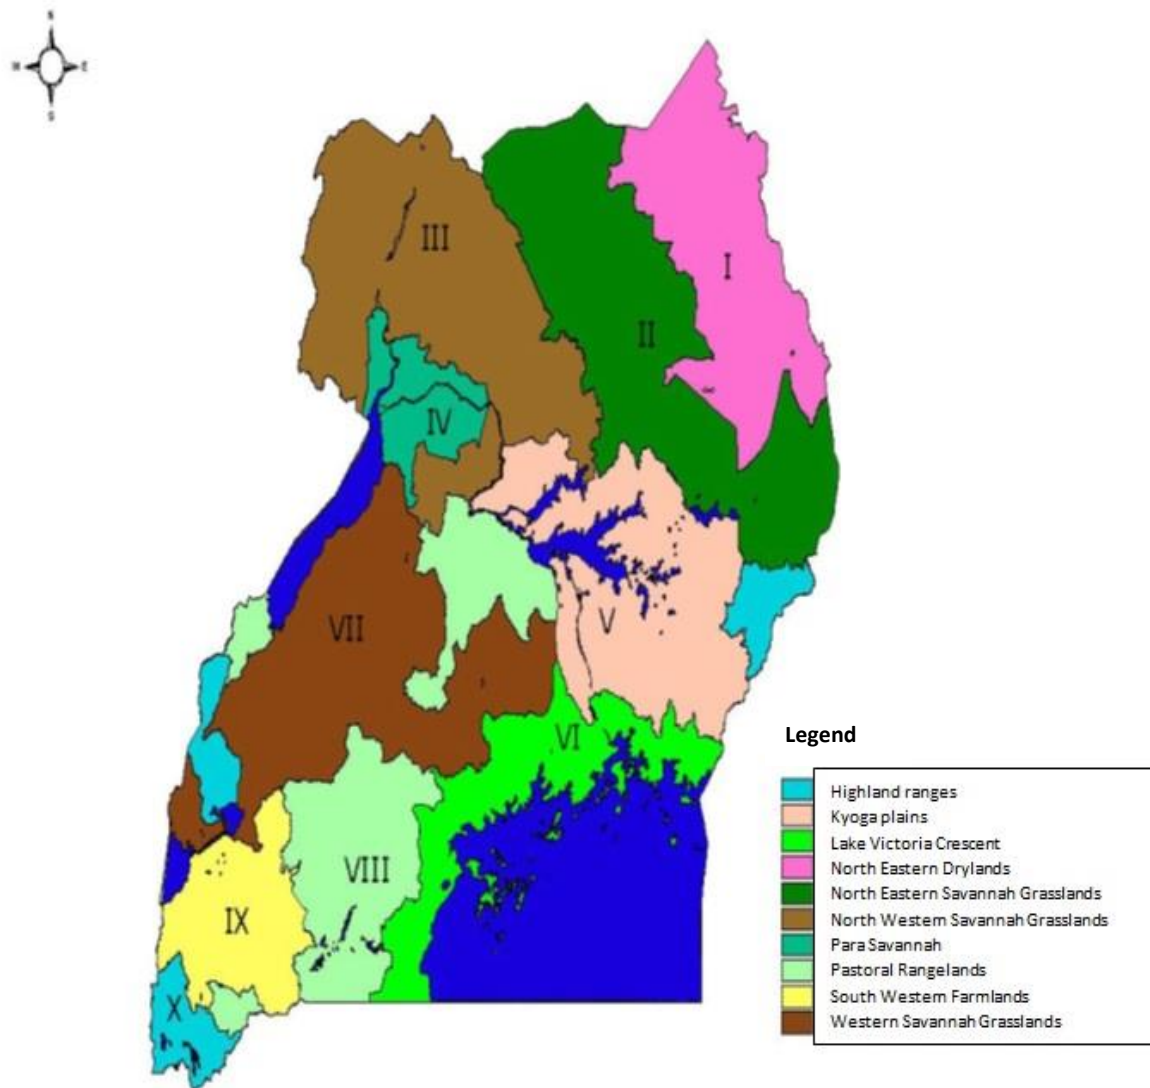 N
E
S
III
I
II
IV
VII
V
VI
VIII
IX
X
Legend
Highland ranges
Kyoga plains
Lake Victoria Crescent
North Eastern Drylands
North Eastern Savannah Grasslands
North Western Savannah Grasslands
Para Savannah
Pastoral Rangelands
South Western Farmlands
Western Savannah Grasslands